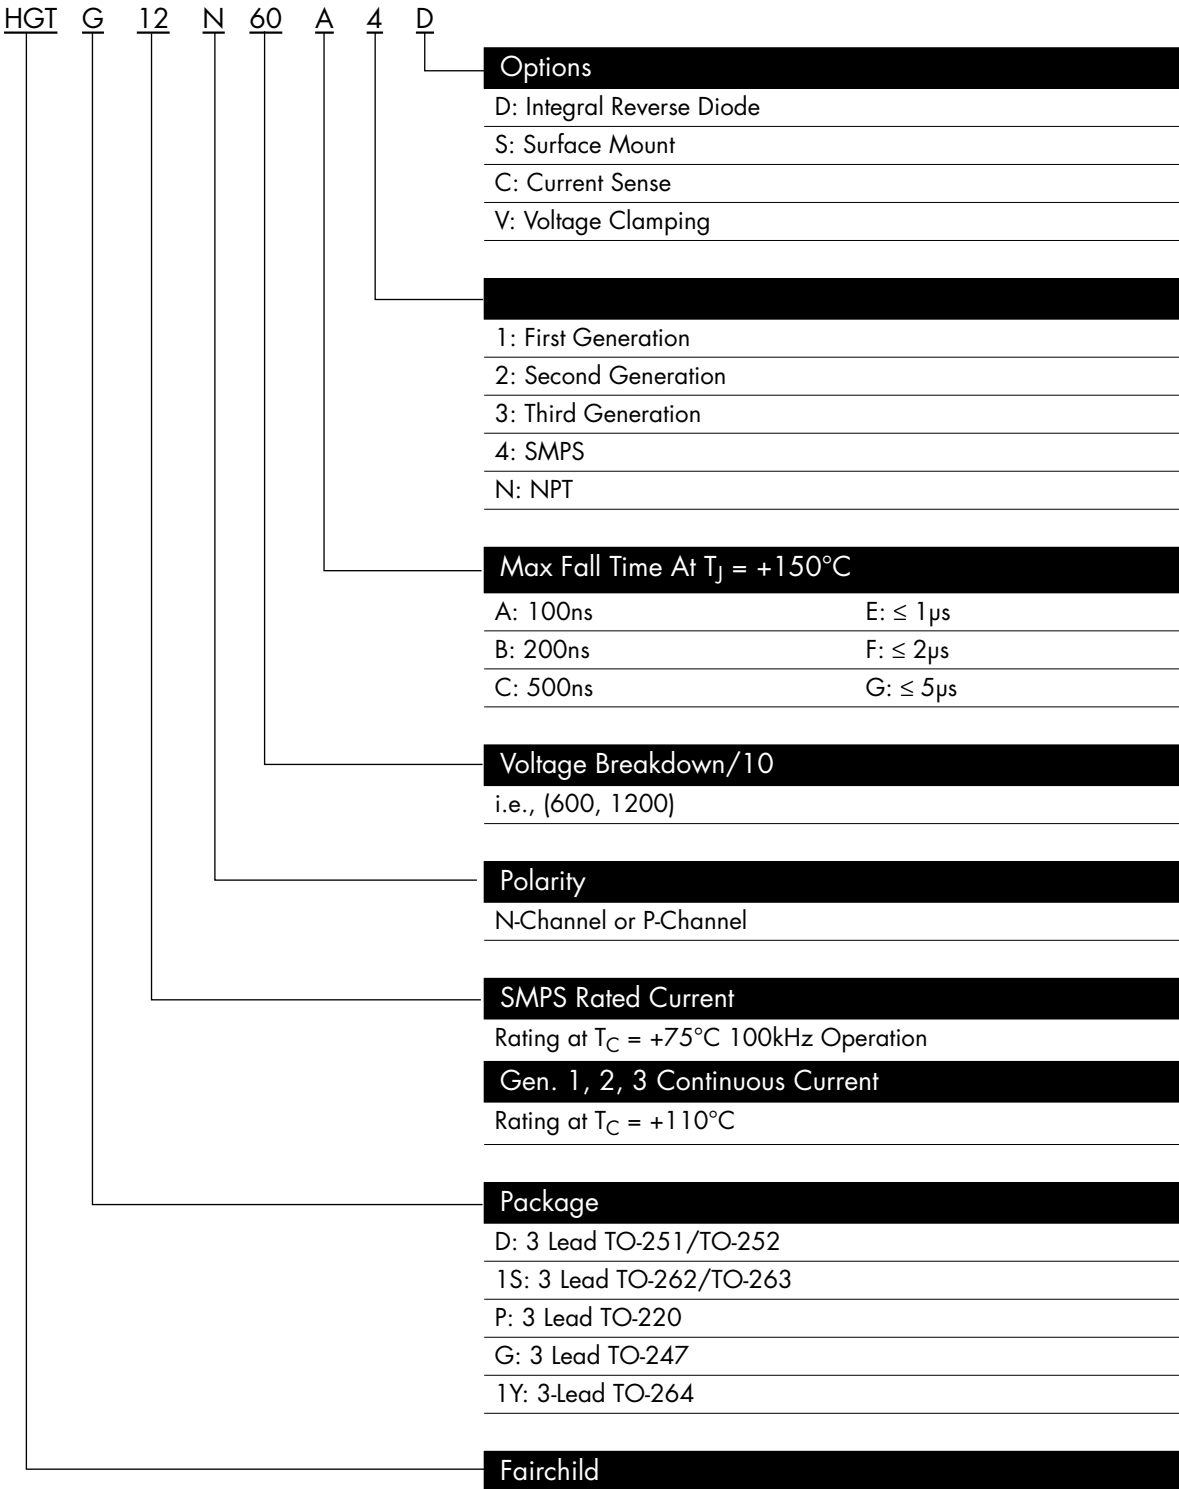 HGT G 12 N 60 A 4 D
Options
D: Integral Reverse Diode
S: Surface Mount
C: Current Sense
V: Voltage Clamping
1: First Generation
2: Second Generation
3: Third Generation
4: SMPS
N: NPT
Max Fall Time At TJ = +150°C
A: 100ns E: ≤ 1µs
B: 200ns F: ≤ 2µs
C: 500ns G: ≤ 5µs
Voltage Breakdown/10
i.e., (600, 1200)
Polarity
N-Channel or P-Channel
SMPS Rated Current
Rating at TC = +75°C 100kHz Operation
Gen. 1, 2, 3 Continuous Current
Rating at TC = +110°C
Package
D: 3 Lead TO-251/TO-252
1S: 3 Lead TO-262/TO-263
P: 3 Lead TO-220
G: 3 Lead TO-247
1Y: 3-Lead TO-264
Fairchild